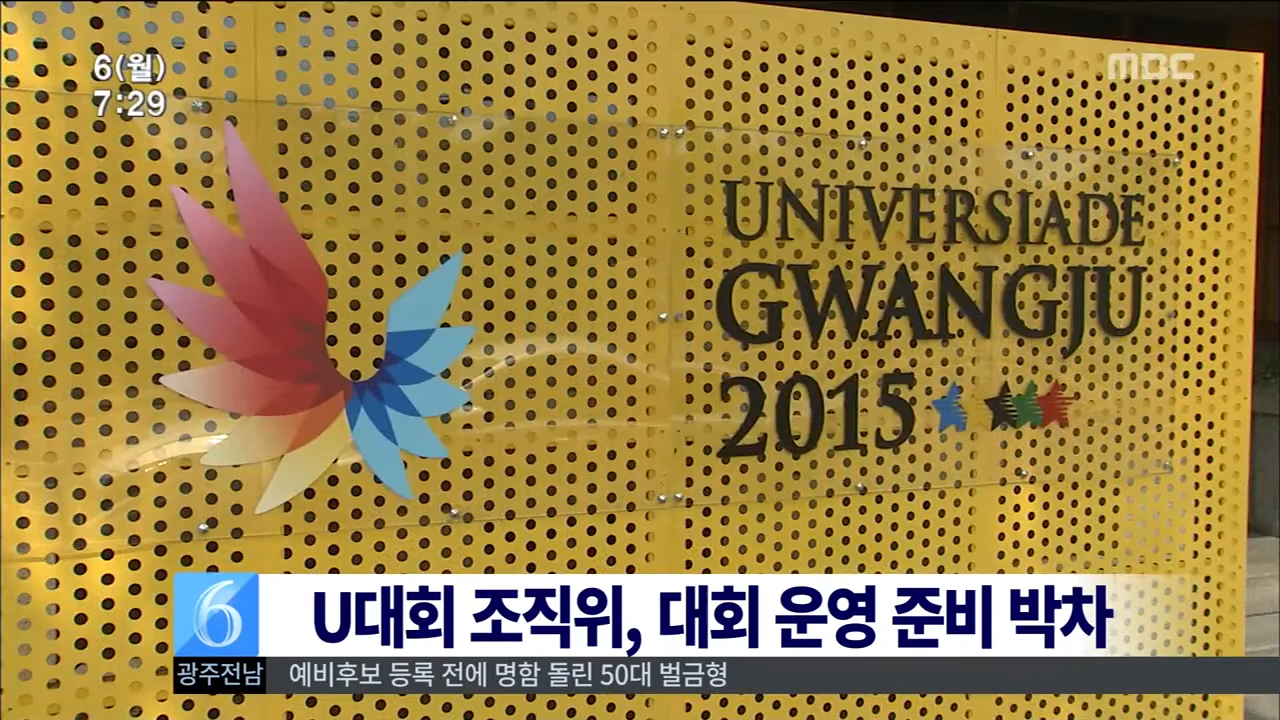 6(월)
7:29
MBC
UNIVERSIADE
GWANGJU
2015
6
U대회 조직위, 대회 운영 준비 박차
광주전남
예비후보 등록 전에 명함 돌린 50대 벌금형